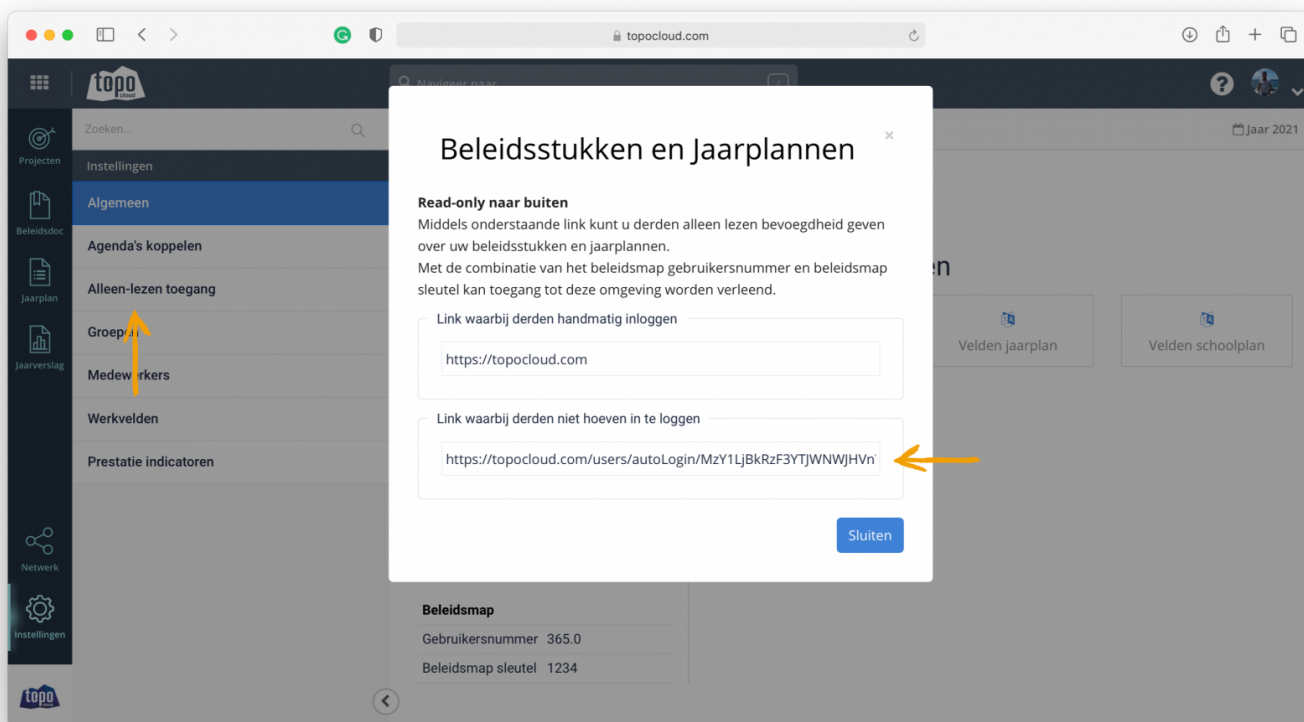 topocloud.com
topo
cloud
Navigeer naar
/
?
Projecten
Beleidsdoc
Jaarplan
Jaarverslag
Netwerk
Instellingen
topo
cloud
Zoeken...
Instellingen
Algemeen
Agenda's koppelen
Alleen-lezen toegang
Groepen
Medewerkers
Werkvelden
Prestatie indicatoren
Jaar 2021
Beleidsstukken en Jaarplannen
×
Read-only naar buiten
Middels onderstaande link kunt u derden alleen lezen bevoegdheid geven
over uw beleidsstukken en jaarplannen.
Met de combinatie van het beleidsmap gebruikersnummer en beleidsmap
sleutel kan toegang tot deze omgeving worden verleend.
Link waarbij derden handmatig inloggen
https://topocloud.com
Link waarbij derden niet hoeven in te loggen
https://topocloud.com/users/autoLogin/MzY1LjBkRzF3YTJWNWJHVn
Sluiten
en
Velden jaarplan
Velden schoolplan
Beleidsmap
Gebruikersnummer 365.0
Beleidsmap sleutel 1234